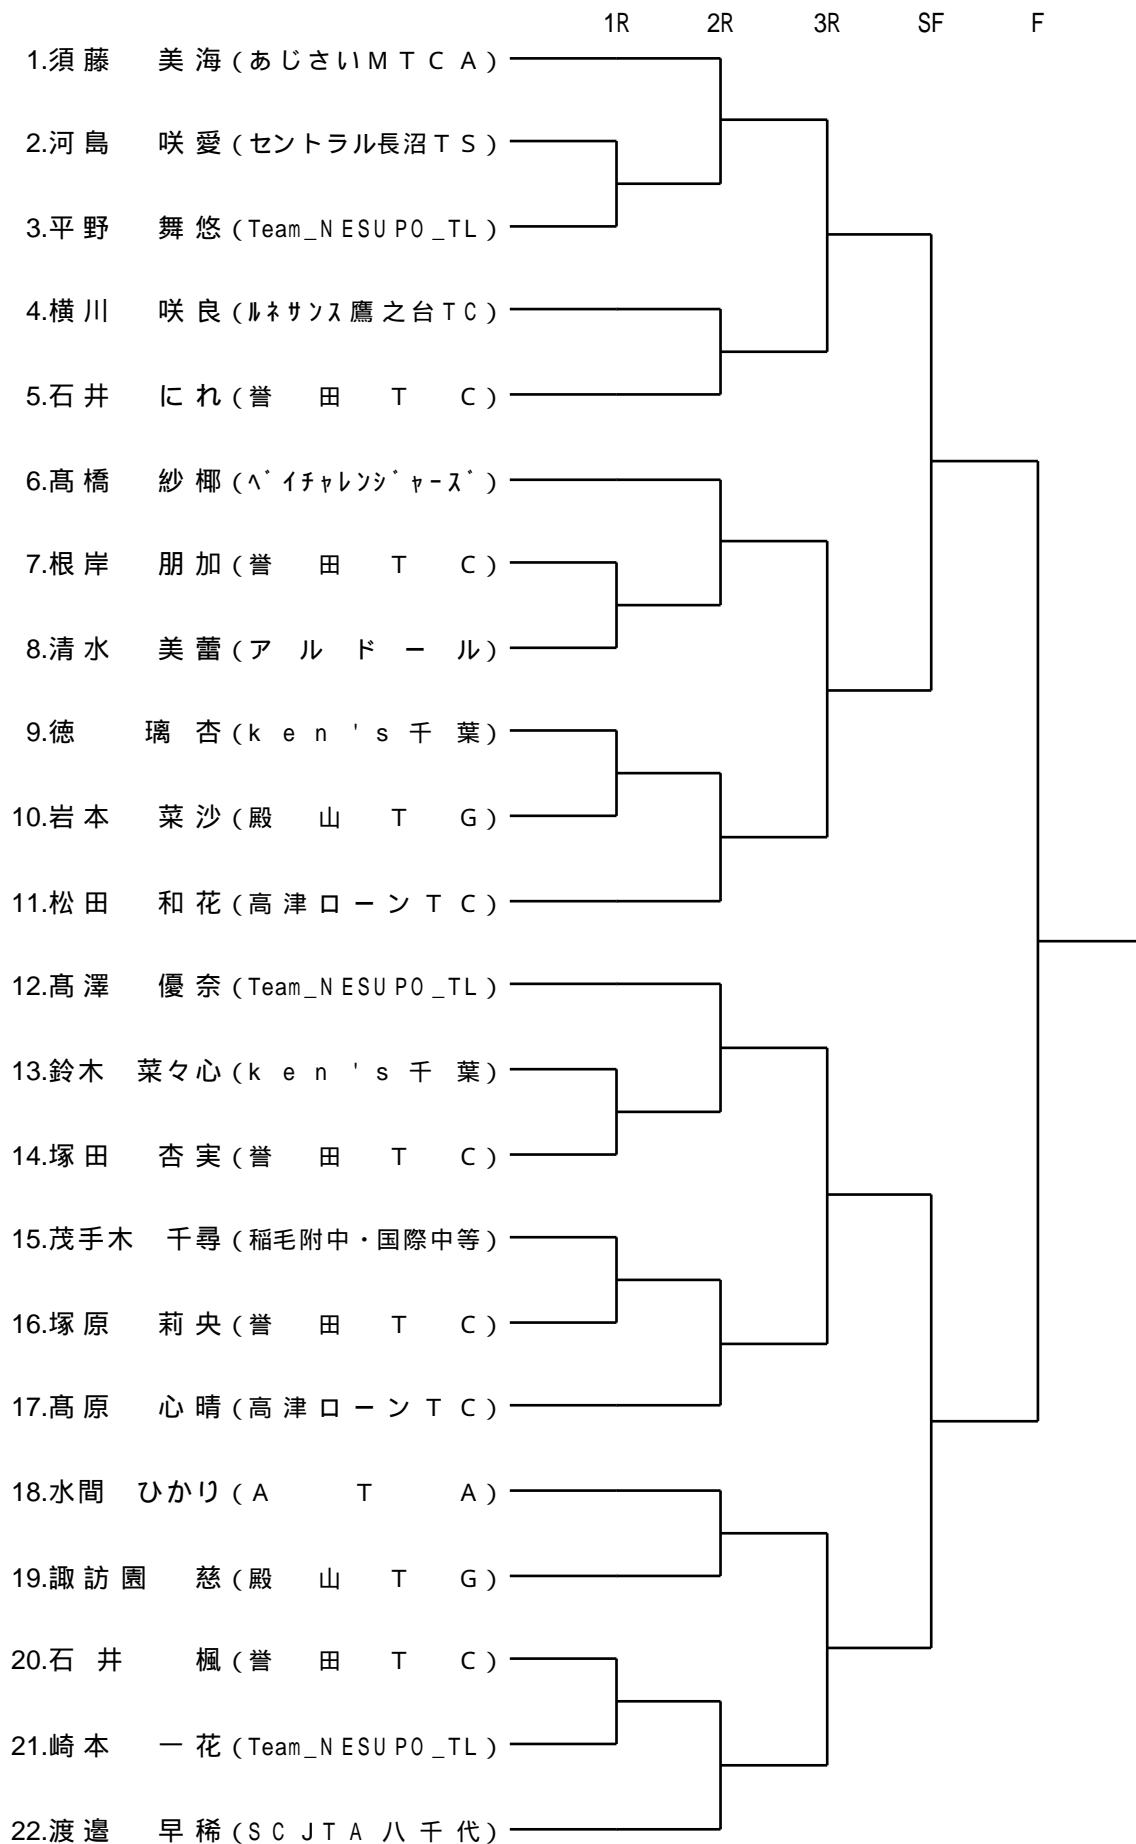 1R 2R 3R SF F
1.須藤 美海(あじさいMTCA)
2.河島 咲愛(セントラル長沼TS)
3.平野 舞悠(Team_NESUPO_TL)
4.横川 咲良(ﾙﾈｻﾝｽ鷹之台TC)
5.石井 にれ(誉田TC)
6.髙橋 紗椰(ﾍﾞｲﾁｬﾚﾝｼﾞｬｰｽﾞ)
7.根岸 朋加(誉田TC)
8.清水 美蕾(アルドール)
9.徳 璃杏(ken's千葉)
10.岩本 菜沙(殿山TG)
11.松田 和花(高津ローンTC)
12.髙澤 優奈(Team_NESUPO_TL)
13.鈴木 菜々心(ken's千葉)
14.塚田 杏実(誉田TC)
15.茂手木 千尋(稲毛附中・国際中等)
16.塚原 莉央(誉田TC)
17.髙原 心晴(高津ローンTC)
18.水間 ひかり(ATA)
19.諏訪園 慈(殿山TG)
20.石井 楓(誉田TC)
21.崎本 一花(Team_NESUPO_TL)
22.渡邉 早稀(SCJTA八千代)